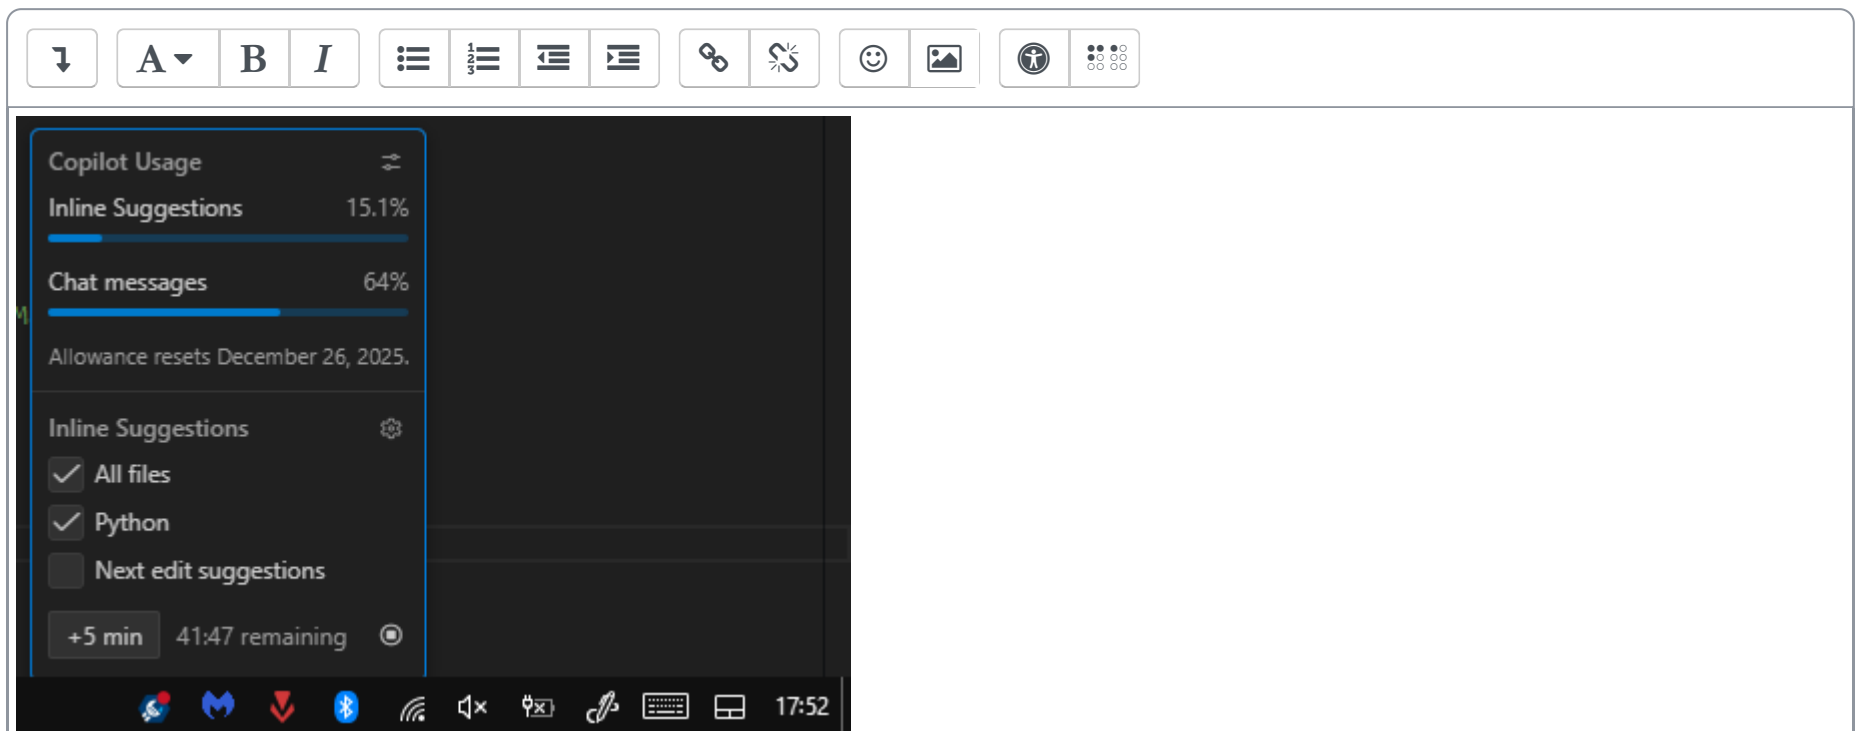 A B I
Copilot Usage
Inline Suggestions 15.1%
Chat messages 64%
M
Allowance resets December 26, 2025.
Inline Suggestions
All files
Python
Next edit suggestions
+5 min 41:47 remaining
17:52